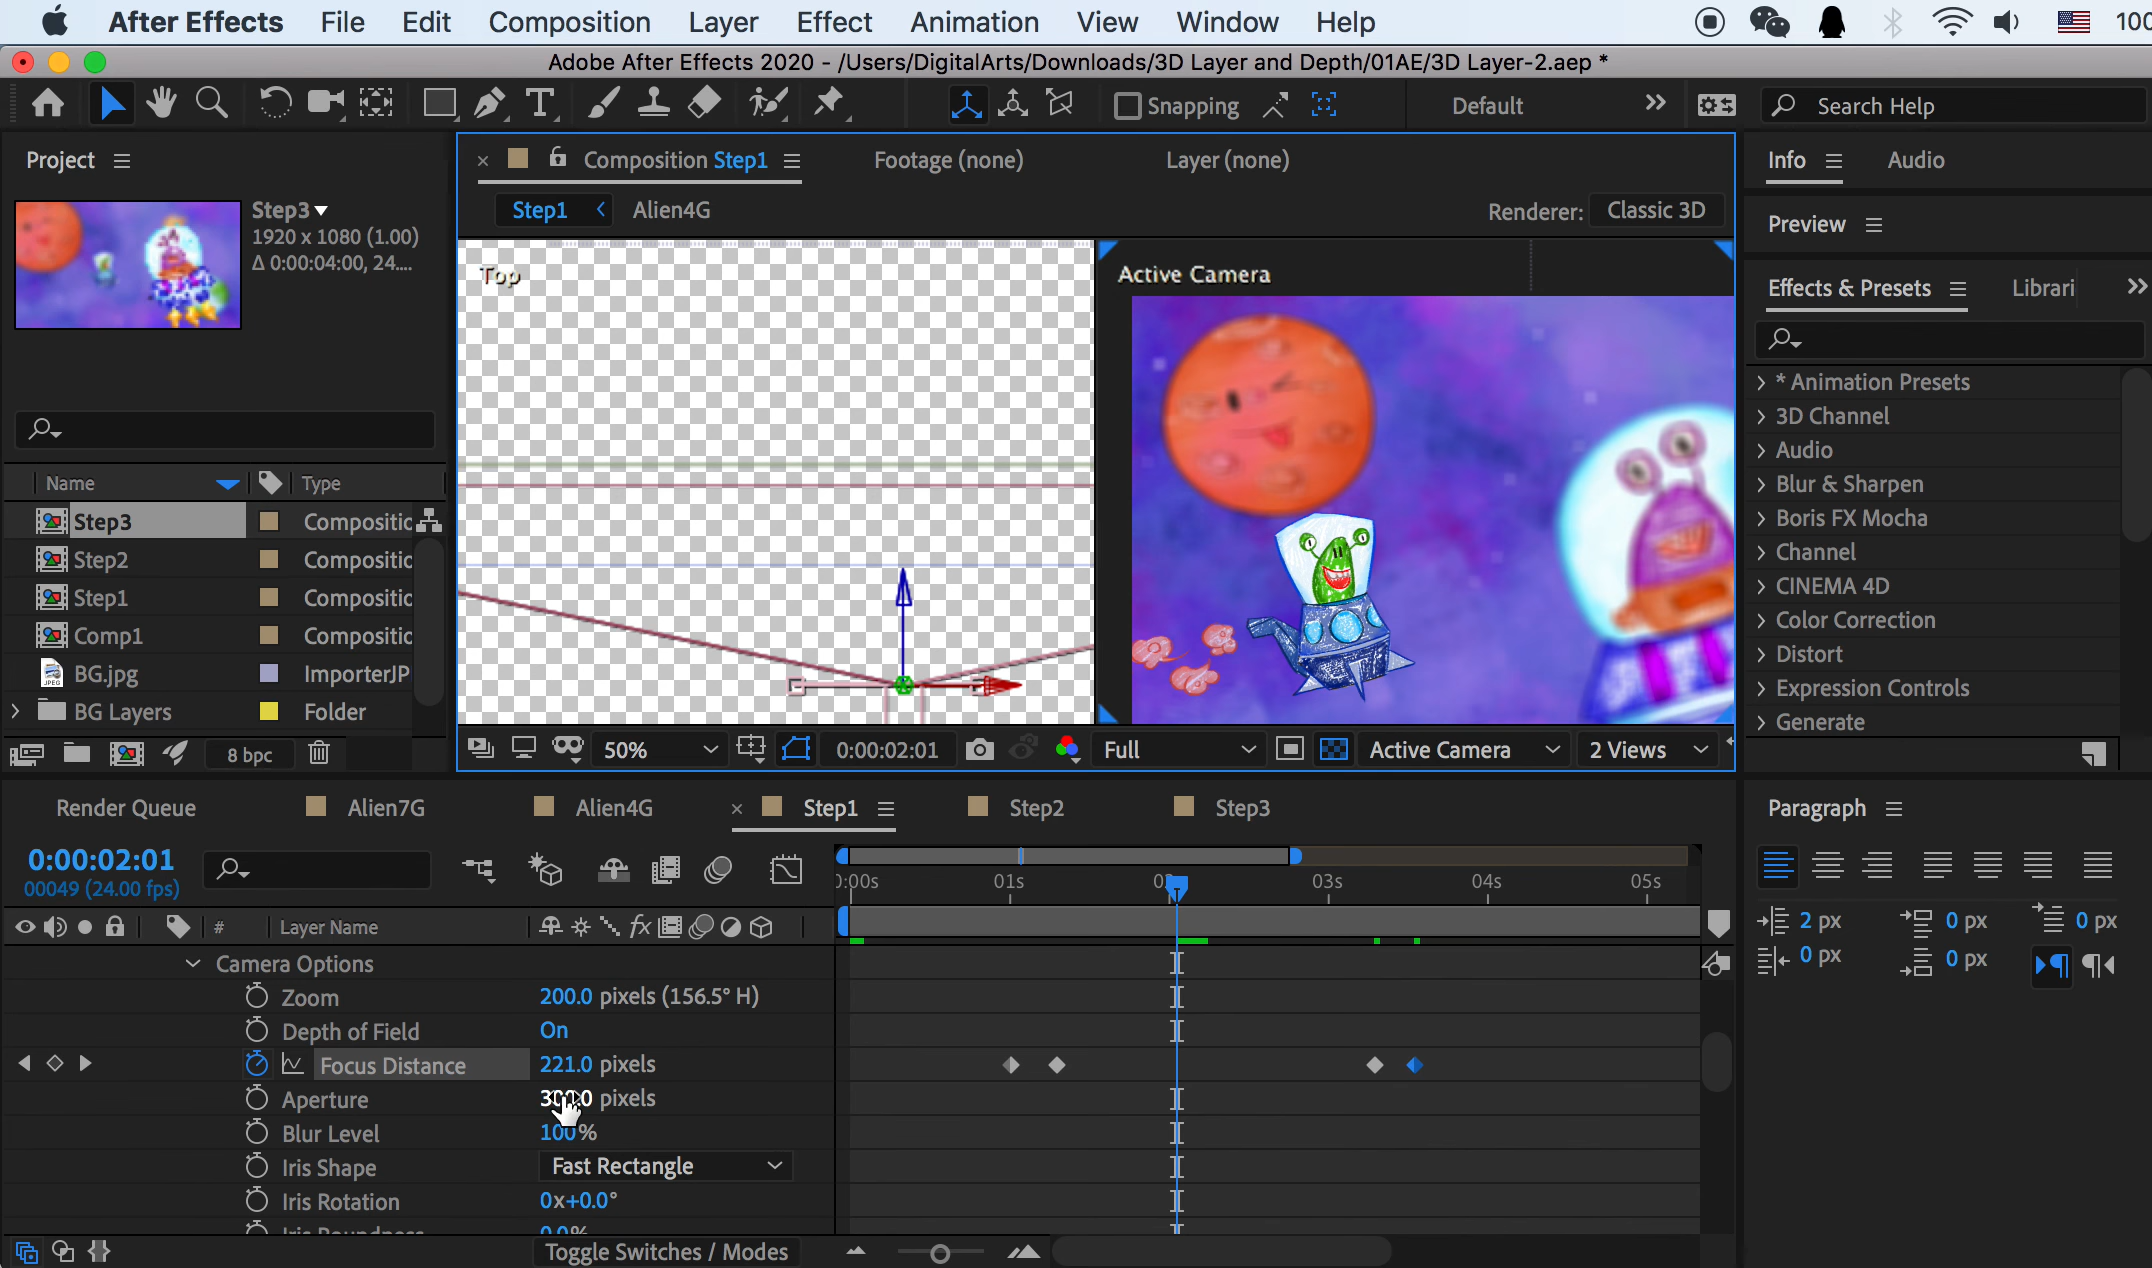 After Effects File Edit Composition Layer Effect Animation View Window Help
Adobe After Effects 2020 - /Users/DigitalArts/Downloads/3D Layer and Depth/01AE/3D Layer-2.aep *
Snapping Default Search Help
Project
Step3
1920 x 1080 (1.00)
Δ 0:00:04:00, 24....
Name Type
Step3 Compositic
Step2 Compositic
Step1 Compositic
Comp1 Compositic
BG.jpg ImporterJP
BG Layers Folder
8 bpc
Composition Step1 Footage (none) Layer (none)
Step1 Alien4G Renderer: Classic 3D
Top
Active Camera
50% 0:00:02:01 Full Active Camera 2 Views
Info Audio
Preview
Effects & Presets Librari
* Animation Presets
3D Channel
Audio
Blur & Sharpen
Boris FX Mocha
Channel
CINEMA 4D
Color Correction
Distort
Expression Controls
Generate
Render Queue Alien7G Alien4G Step1 Step2 Step3
0:00:02:01
00049 (24.00 fps)
01s 03s 04s 05s
# Layer Name
Camera Options
Zoom 200.0 pixels (156.5° H)
Depth of Field On
Focus Distance 221.0 pixels
Aperture pixels
Blur Level 100%
Iris Shape Fast Rectangle
Iris Rotation 0x+0.0°
Toggle Switches / Modes
Paragraph
2 px 0 px 0 px
0 px 0 px